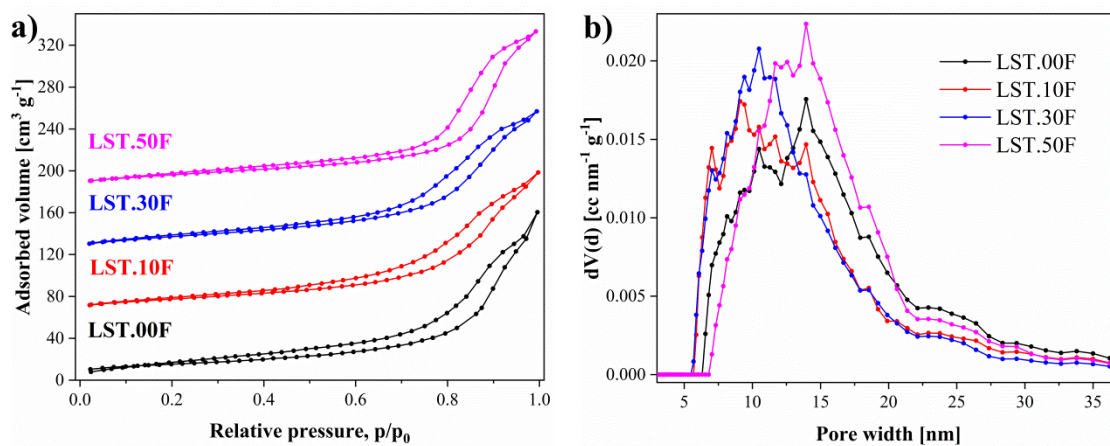 a)
Adsorbed volume [cm³ g⁻¹]
320
280
240
200
160
120
80
40
0
LST.50F
LST.30F
LST.10F
LST.00F
0.0
0.2
0.4
0.6
0.8
1.0
Relative pressure, p/p₀
b)
dV(d) [cc nm⁻¹ g⁻¹]
0.020
0.015
0.010
0.005
0.000
LST.00F
LST.10F
LST.30F
LST.50F
5
10
15
20
25
30
35
Pore width [nm]